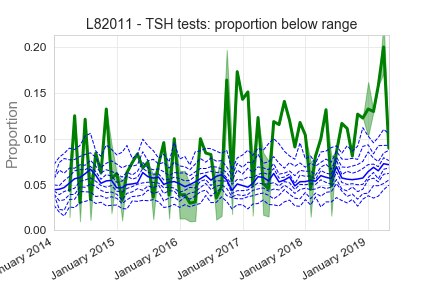 L82011 - TSH tests: proportion below range
Proportion
0.20
0.15
0.10
0.05
0.00
nuary 2014
January 2015
January 2016
January 2017
January 2018
January 2019